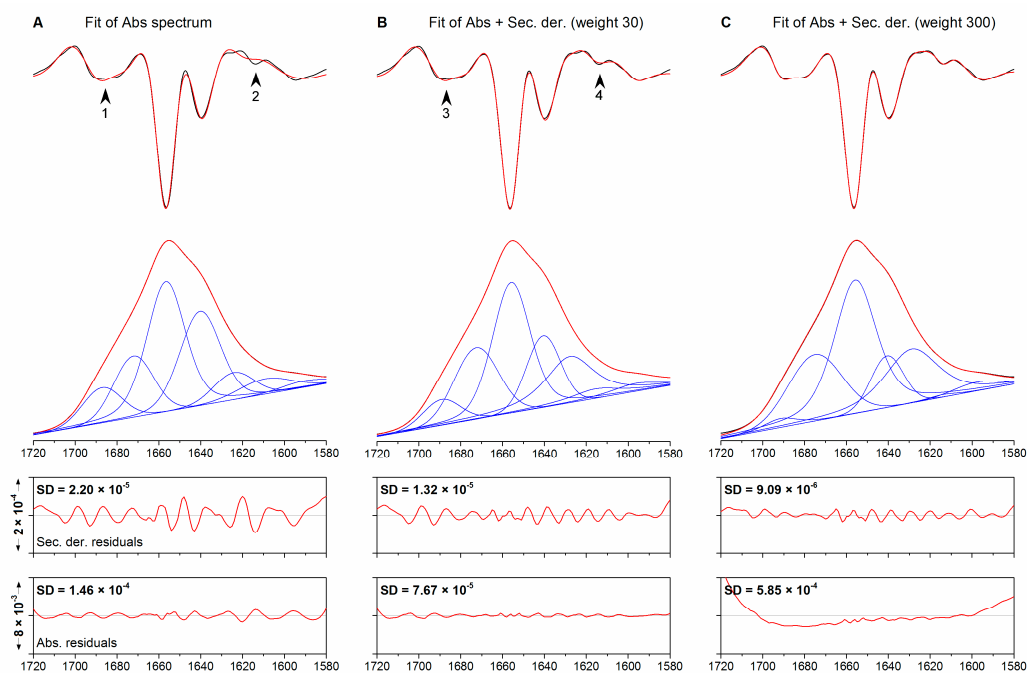 A Fit of Abs spectrum
B Fit of Abs + Sec. der. (weight 30)
C Fit of Abs + Sec. der. (weight 300)
1
2
3
4
1720 1700 1680 1660 1640 1620 1600 1580
1720 1700 1680 1660 1640 1620 1600 1580
1720 1700 1680 1660 1640 1620 1600 1580
2 × 10⁻⁴
SD = 2.20 × 10⁻⁵
Sec. der. residuals
SD = 1.32 × 10⁻⁵
SD = 9.09 × 10⁻⁶
8 × 10⁻³
SD = 1.46 × 10⁻⁴
Abs. residuals
SD = 7.67 × 10⁻⁵
SD = 5.85 × 10⁻⁴
1720 1700 1680 1660 1640 1620 1600 1580
1720 1700 1680 1660 1640 1620 1600 1580
1720 1700 1680 1660 1640 1620 1600 1580